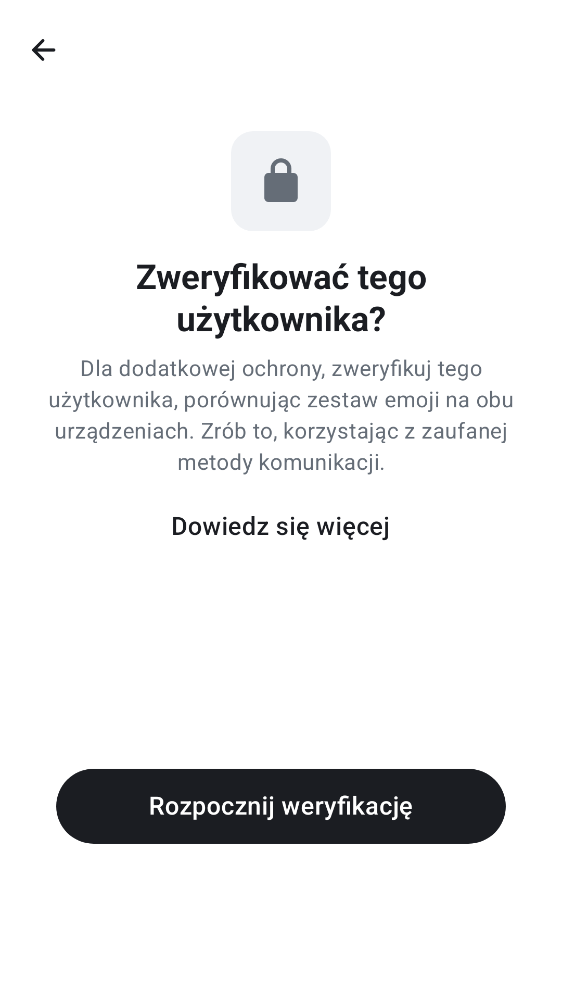 Zweryfikować tego
użytkownika?
Dla dodatkowej ochrony, zweryfikuj tego
użytkownika, porównując zestaw emoji na obu
urządzeniach. Zrób to, korzystając z zaufanej
metody komunikacji.
Dowiedz się więcej
Rozpocznij weryfikację